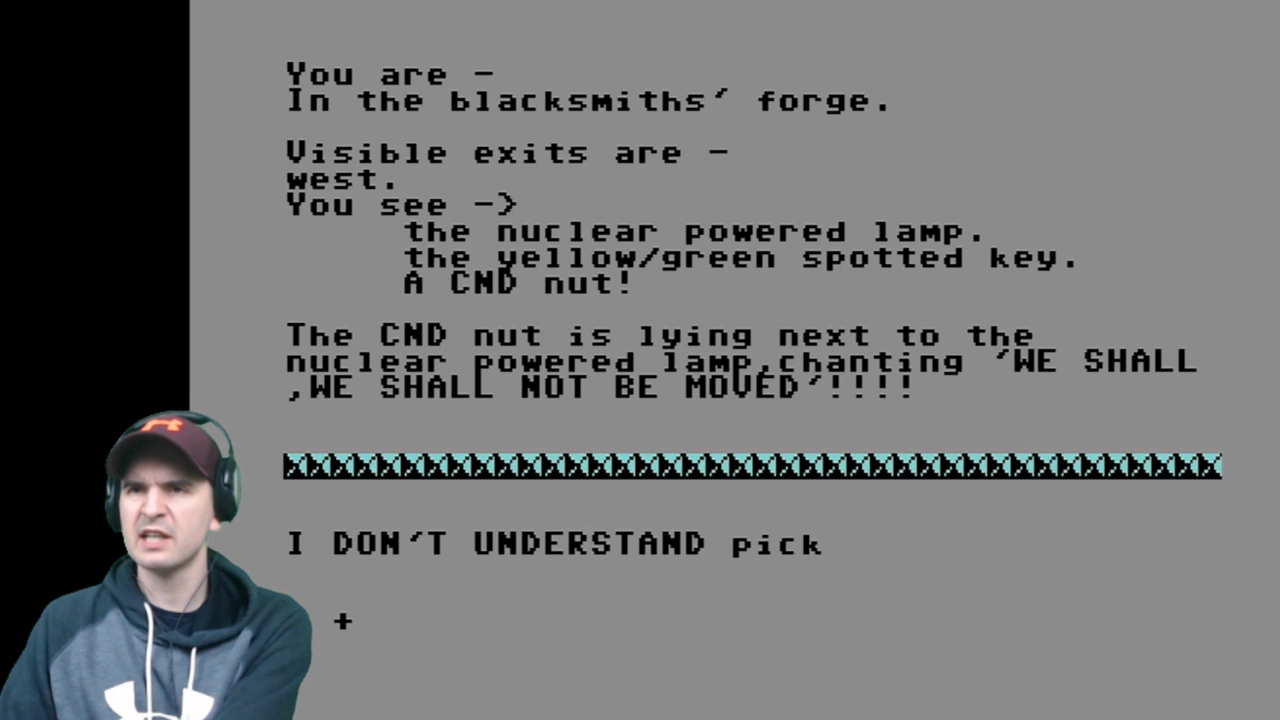 You are -
In the blacksmiths' forge.
Visible exits are -
west.
You see ->
the nuclear powered lamp.
the yellow/green spotted key.
A CND nut!
The CND nut is lying next to the
nuclear powered lamp,chanting 'WE SHALL
,WE SHALL NOT BE MOVED'!!!!
I DON'T UNDERSTAND pick
+